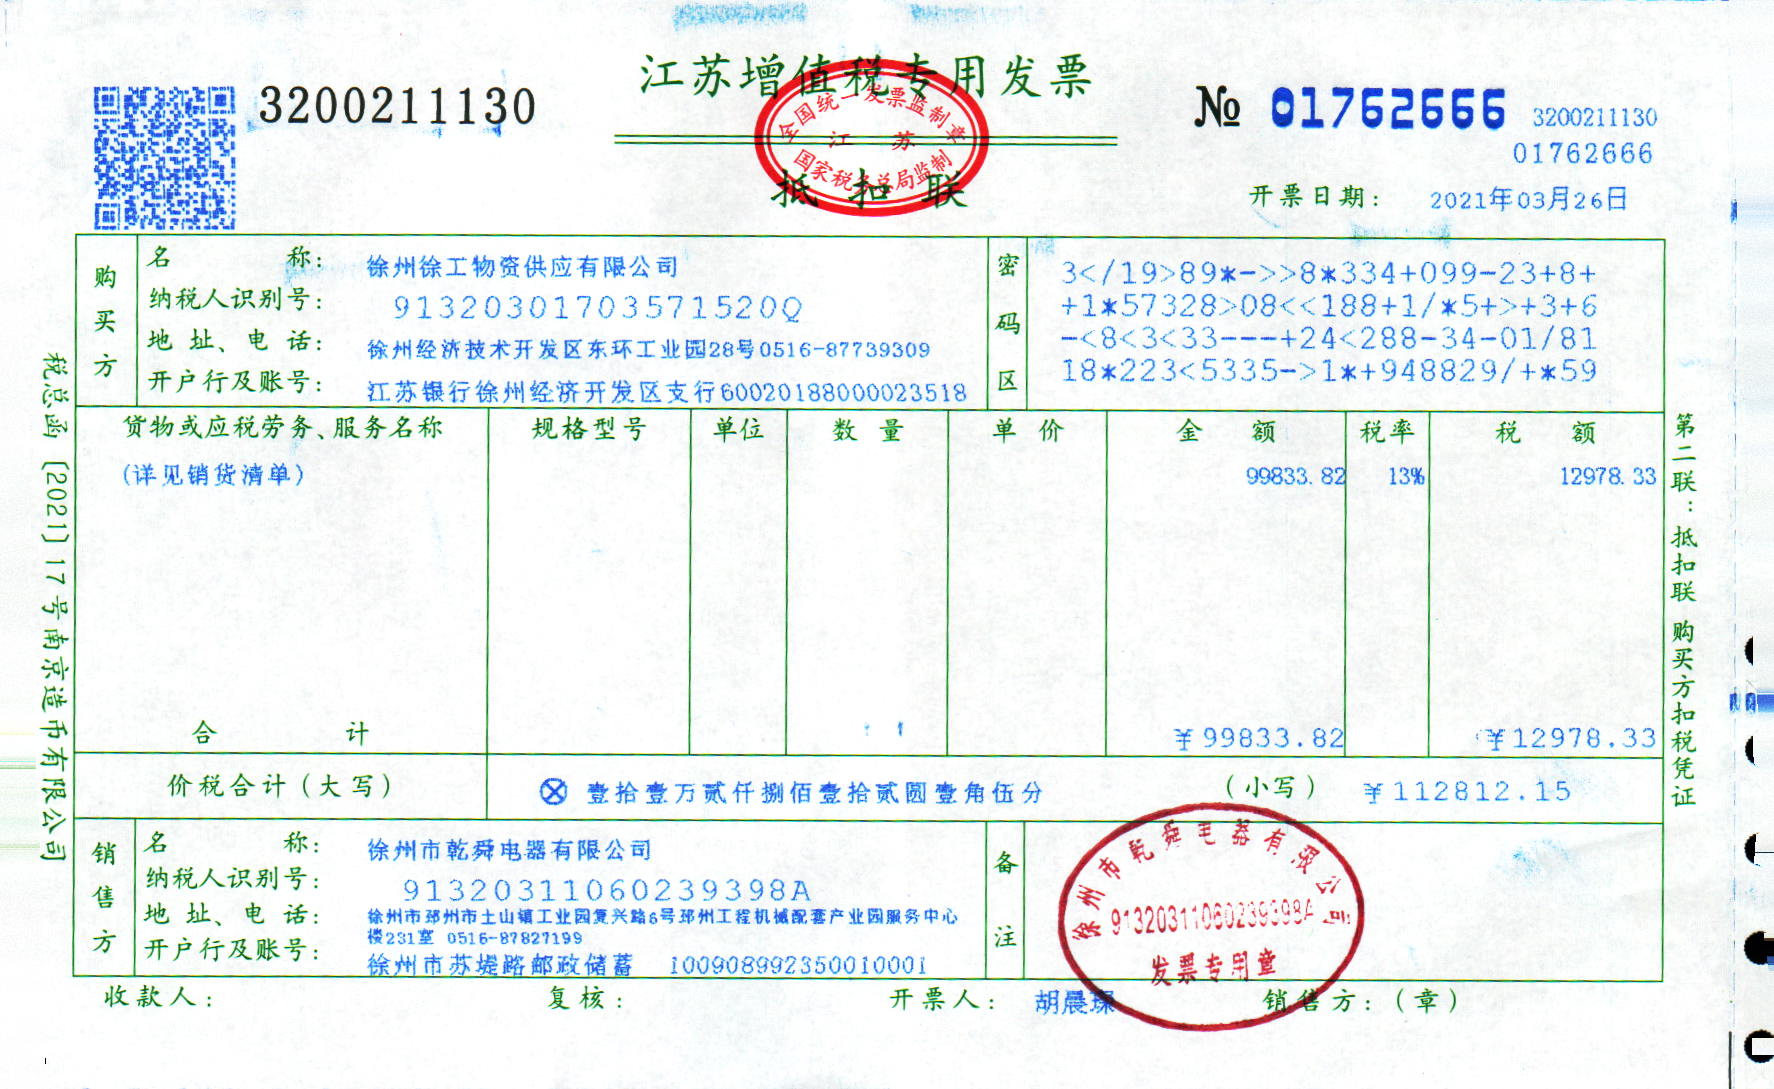 江苏增值税专用发票
3200211130
№ 01762666
3200211130
01762666
全国统一发票监制章
江 苏
国家税务总局监制
抵扣联
开票日期： 2021年03月26日
购买方
名 称： 徐州徐工物资供应有限公司
纳税人识别号： 91320301703571520Q
地 址、电 话： 徐州经济技术开发区东环工业园28号0516-87739309
开户行及账号： 江苏银行徐州经济开发区支行60020188000023518
密码区
3</19>89*->>8*334+099-23+8+
+1*57328>08<<188+1/*5+>+3+6
-<8<3<33---+24<288-34-01/81
18*223<5335->1*+948829/+*59
货物或应税劳务、服务名称 规格型号 单位 数 量 单 价 金 额 税率 税 额
(详见销货清单) 99833.82 13% 12978.33
合 计 ¥99833.82 ¥12978.33
价税合计（大写） ⊗ 壹拾壹万贰仟捌佰壹拾贰圆壹角伍分 （小写） ¥112812.15
销售方
名 称： 徐州市乾舜电器有限公司
纳税人识别号： 91320311060239398A
地 址、电 话： 徐州市邳州市土山镇工业园复兴路6号邳州工程机械配套产业园服务中心
楼231室 0516-87827199
开户行及账号： 徐州市苏堤路邮政储蓄 100908992350010001
备注
徐州市乾舜电器有限公司
91320311060239398A
发票专用章
收款人： 复核： 开票人： 胡晨琛 销售方：（章）
税总函〔2021〕17号南京造币有限公司
第二联：抵扣联 购买方扣税凭证